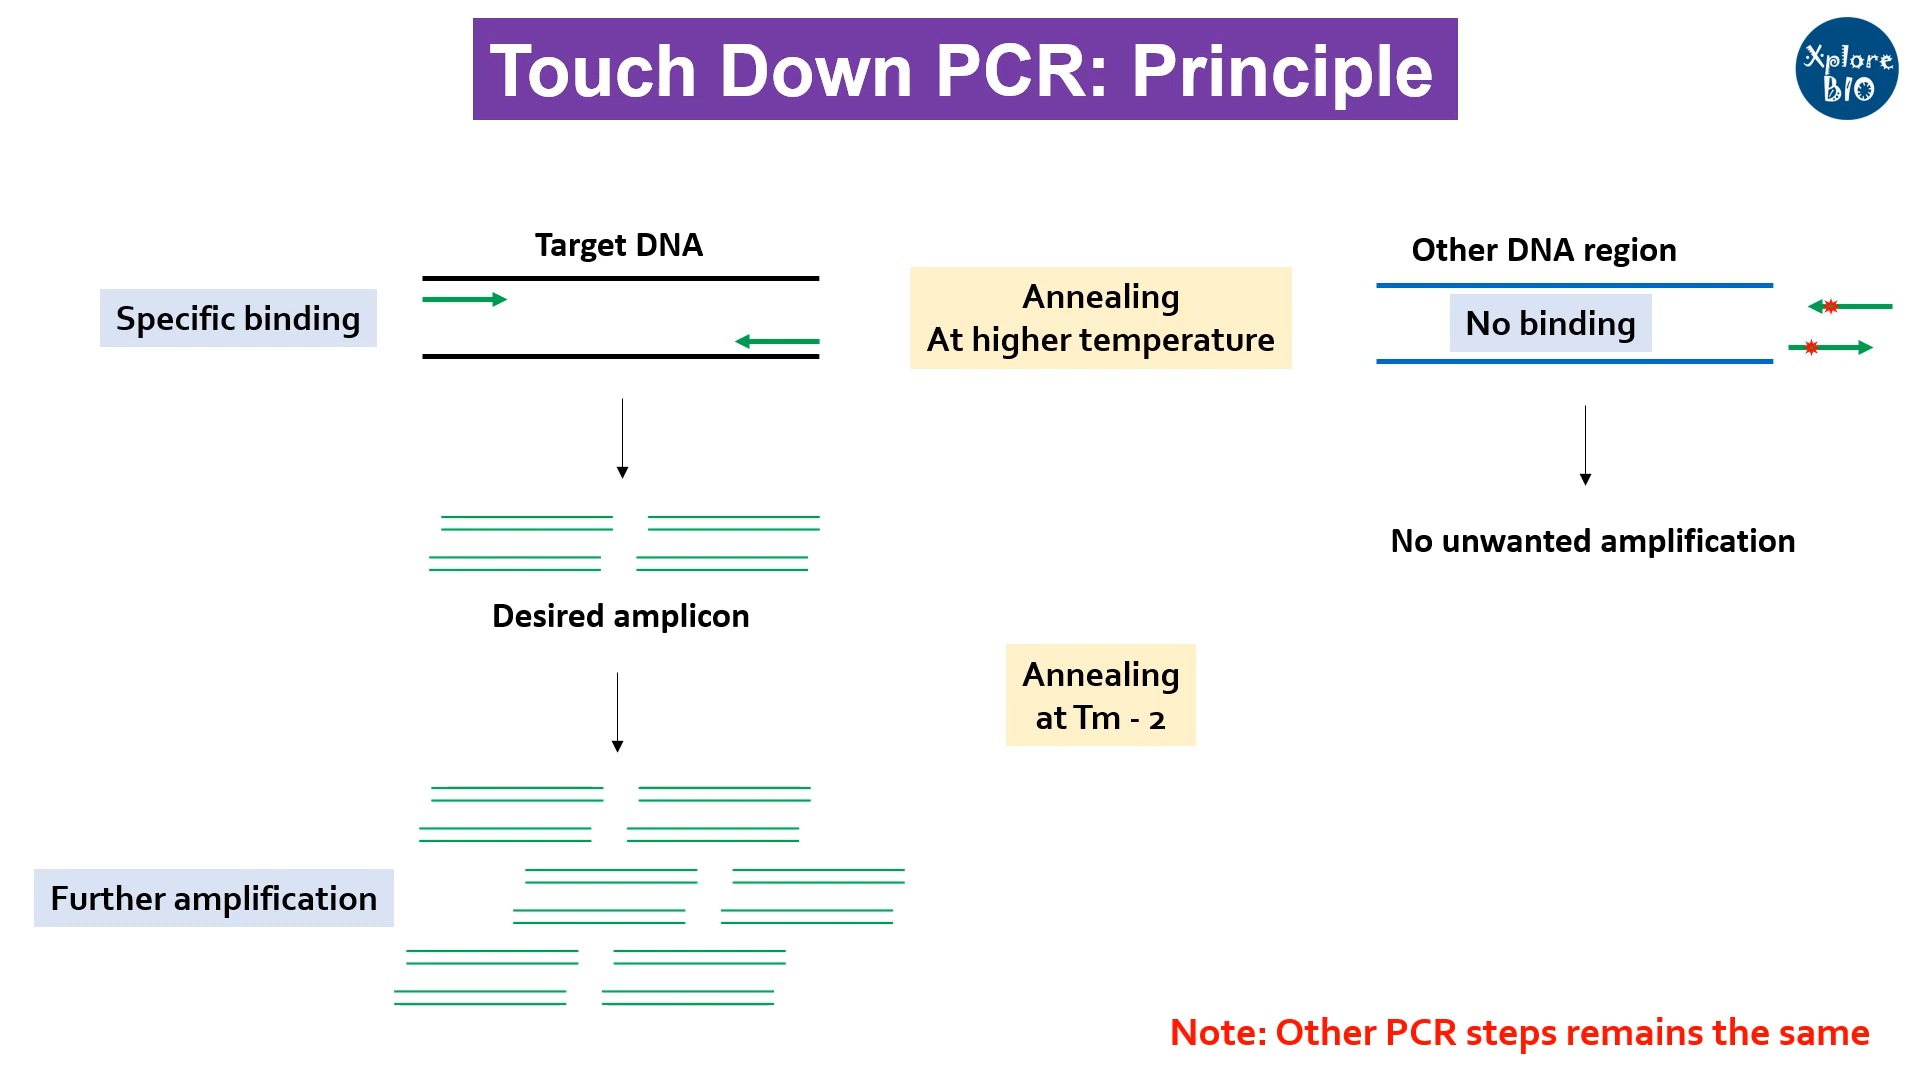 Touch Down PCR: Principle
Xplore
BIO
Target DNA
Specific binding
Annealing
At higher temperature
Other DNA region
No binding
No unwanted amplification
Desired amplicon
Annealing
at Tm - 2
Further amplification
Note: Other PCR steps remains the same